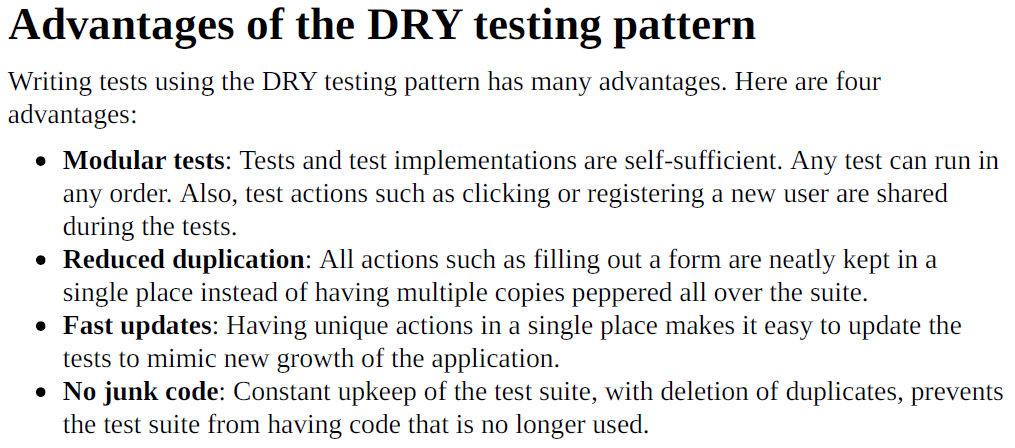 Advantages of the DRY testing pattern
Writing tests using the DRY testing pattern has many advantages. Here are four
advantages:
• Modular tests: Tests and test implementations are self-sufficient. Any test can run in
any order. Also, test actions such as clicking or registering a new user are shared
during the tests.
• Reduced duplication: All actions such as filling out a form are neatly kept in a
single place instead of having multiple copies peppered all over the suite.
• Fast updates: Having unique actions in a single place makes it easy to update the
tests to mimic new growth of the application.
• No junk code: Constant upkeep of the test suite, with deletion of duplicates, prevents
the test suite from having code that is no longer used.